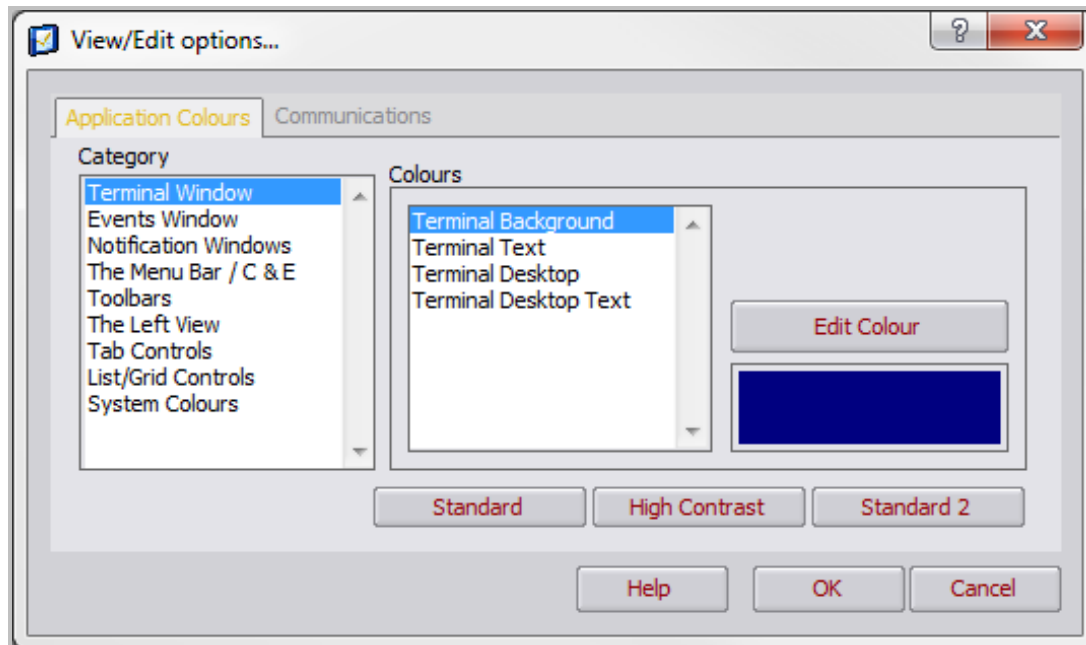 View/Edit options...
Application Colours
Communications
Category
Terminal Window
Events Window
Notification Windows
The Menu Bar / C & E
Toolbars
The Left View
Tab Controls
List/Grid Controls
System Colours
Colours
Terminal Background
Terminal Text
Terminal Desktop
Terminal Desktop Text
Edit Colour
Standard
High Contrast
Standard 2
Help
OK
Cancel